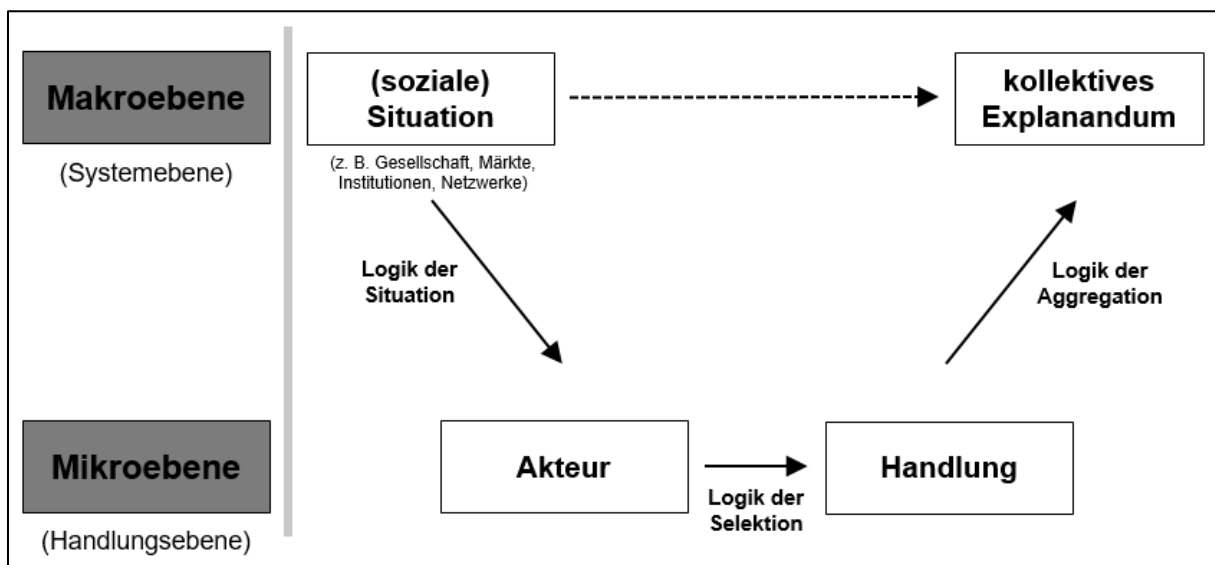 Makroebene
(Systemebene)
(soziale)
Situation
(z. B. Gesellschaft, Märkte,
Institutionen, Netzwerke)
kollektives
Explanandum
Logik der
Situation
Logik der
Aggregation
Mikroebene
(Handlungsebene)
Akteur
Logik der
Selektion
Handlung